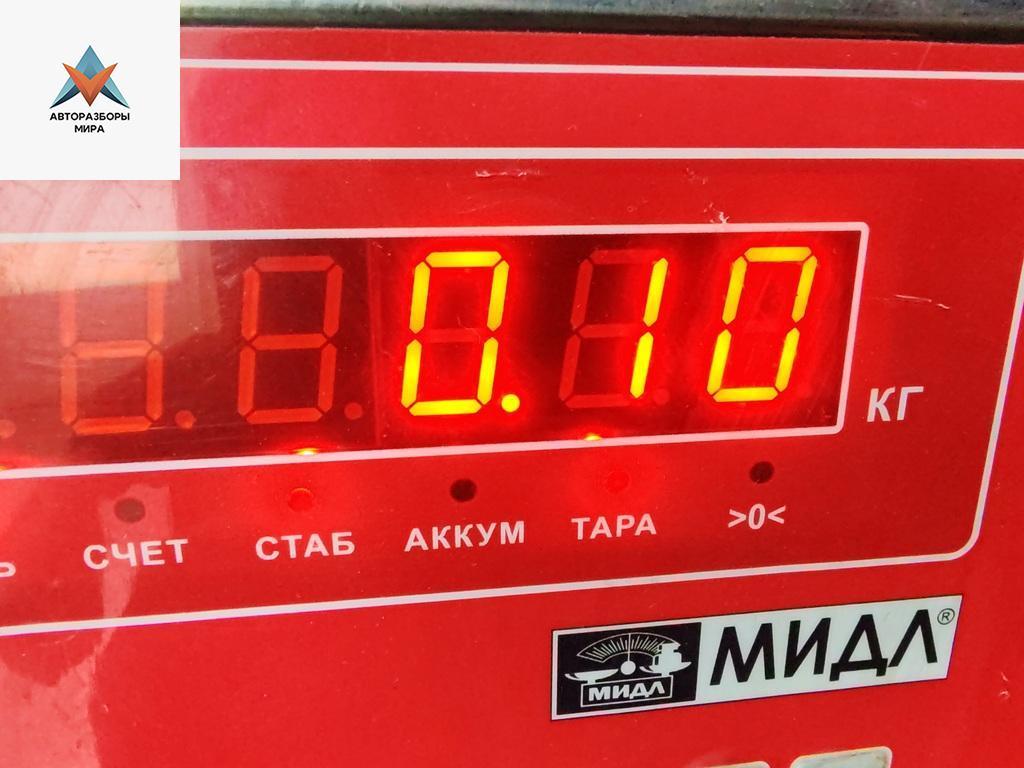 АВТОРАЗБОРЫ
МИРА
0.10
КГ
СЧЕТ СТАБ АККУМ ТАРА >0<
МИДЛ МИДЛ®